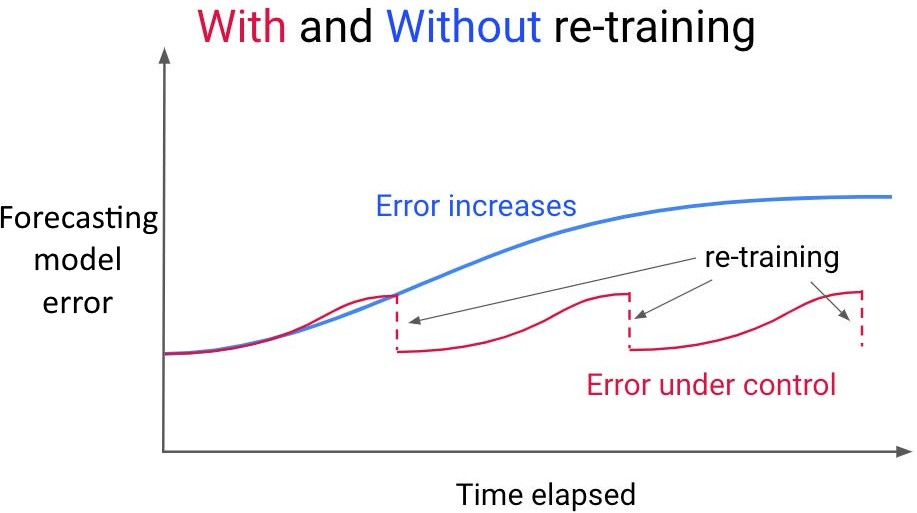 With and Without re-training
Error increases
Forecasting
model
error
re-training
Error under control
Time elapsed